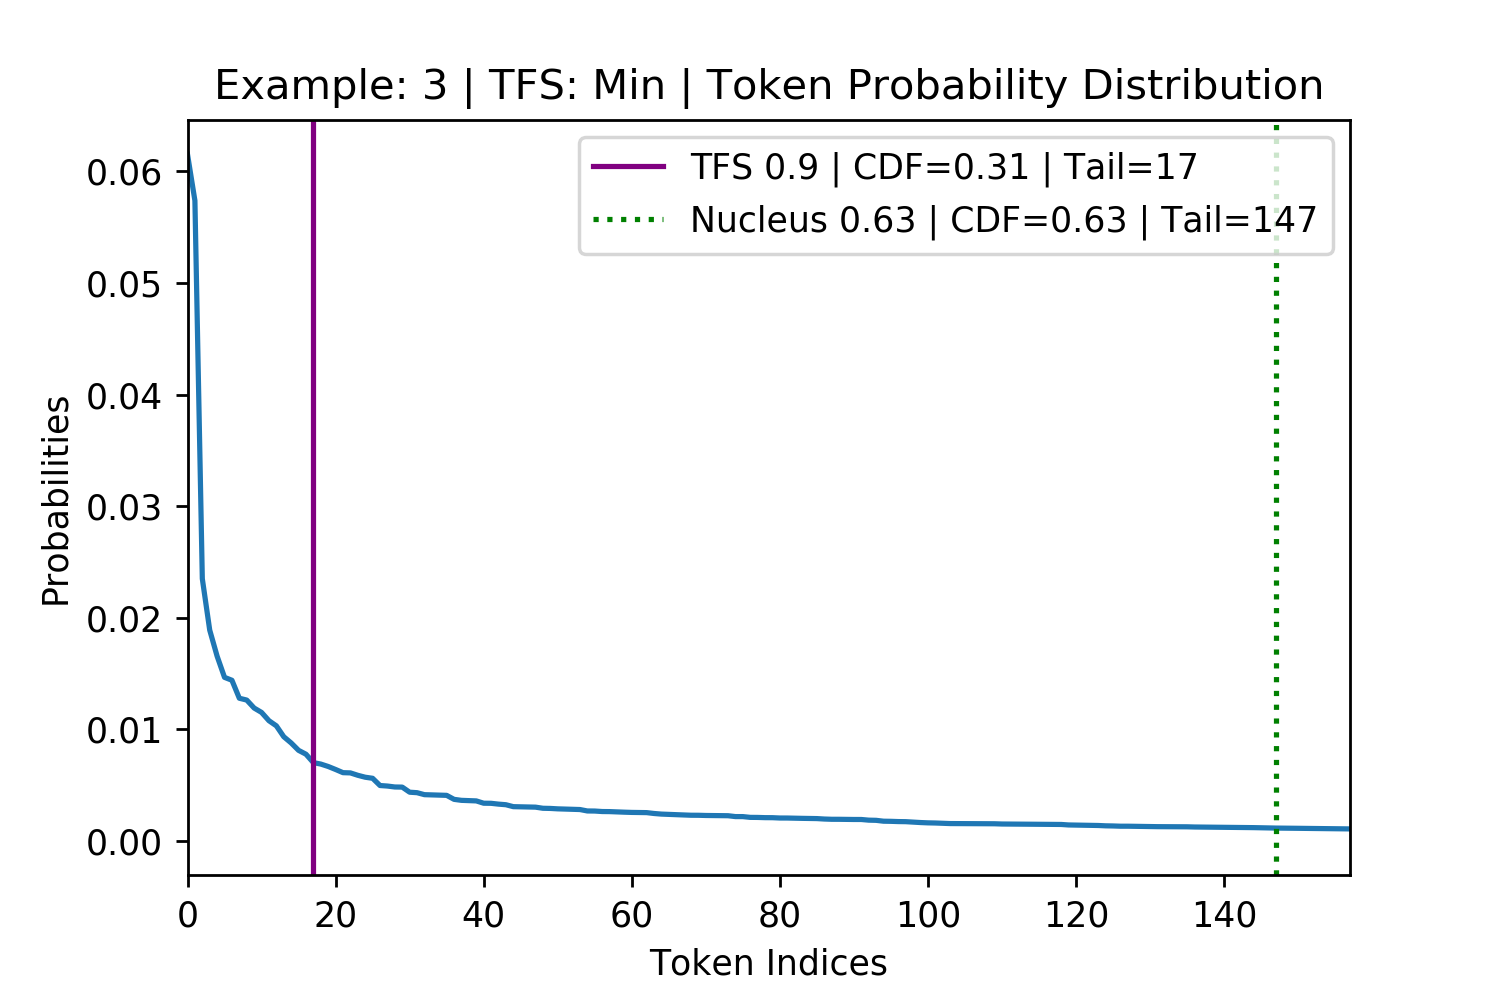 Example: 3 | TFS: Min | Token Probability Distribution
TFS 0.9 | CDF=0.31 | Tail=17
Nucleus 0.63 | CDF=0.63 | Tail=147
Probabilities
0.06
0.05
0.04
0.03
0.02
0.01
0.00
0 20 40 60 80 100 120 140
Token Indices